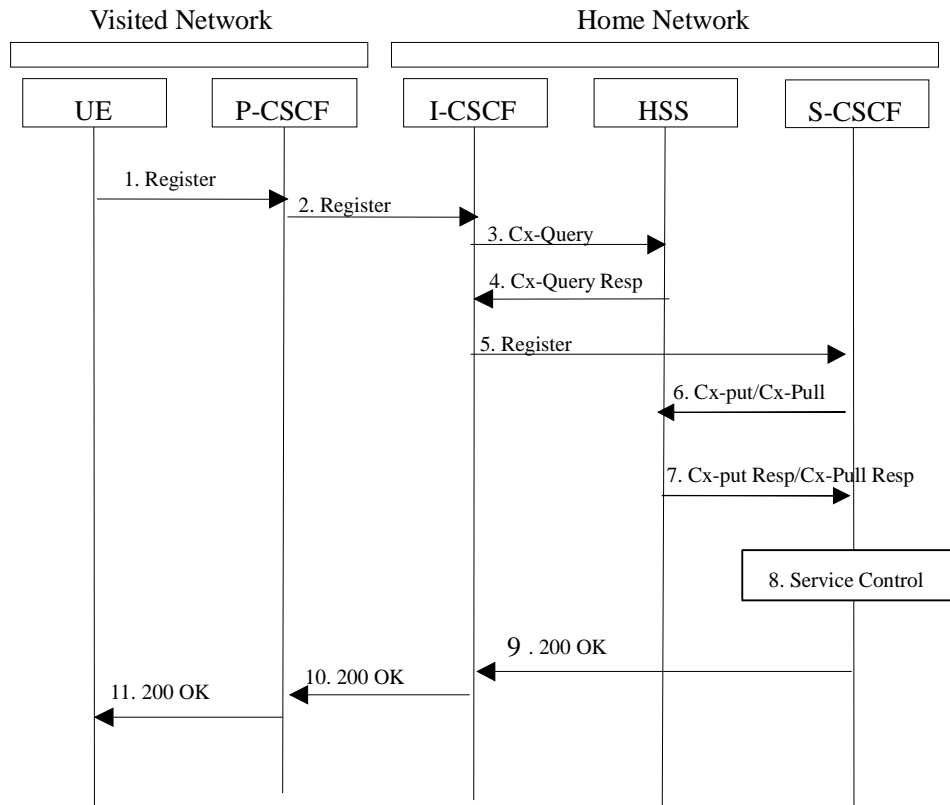 Visited Network
Home Network
UE
P-CSCF
I-CSCF
HSS
S-CSCF
1. Register
2. Register
3. Cx-Query
4. Cx-Query Resp
5. Register
6. Cx-put/Cx-Pull
7. Cx-put Resp/Cx-Pull Resp
8. Service Control
9 . 200 OK
10. 200 OK
11. 200 OK